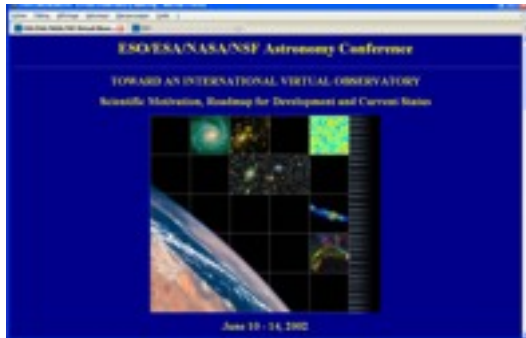 ESO/ESA/NASA/NSF Astronomy Conference
TOWARD AN INTERNATIONAL VIRTUAL OBSERVATORY
Scientific Motivation, Roadmap for Development and Current Status
June 10 - 14, 2002